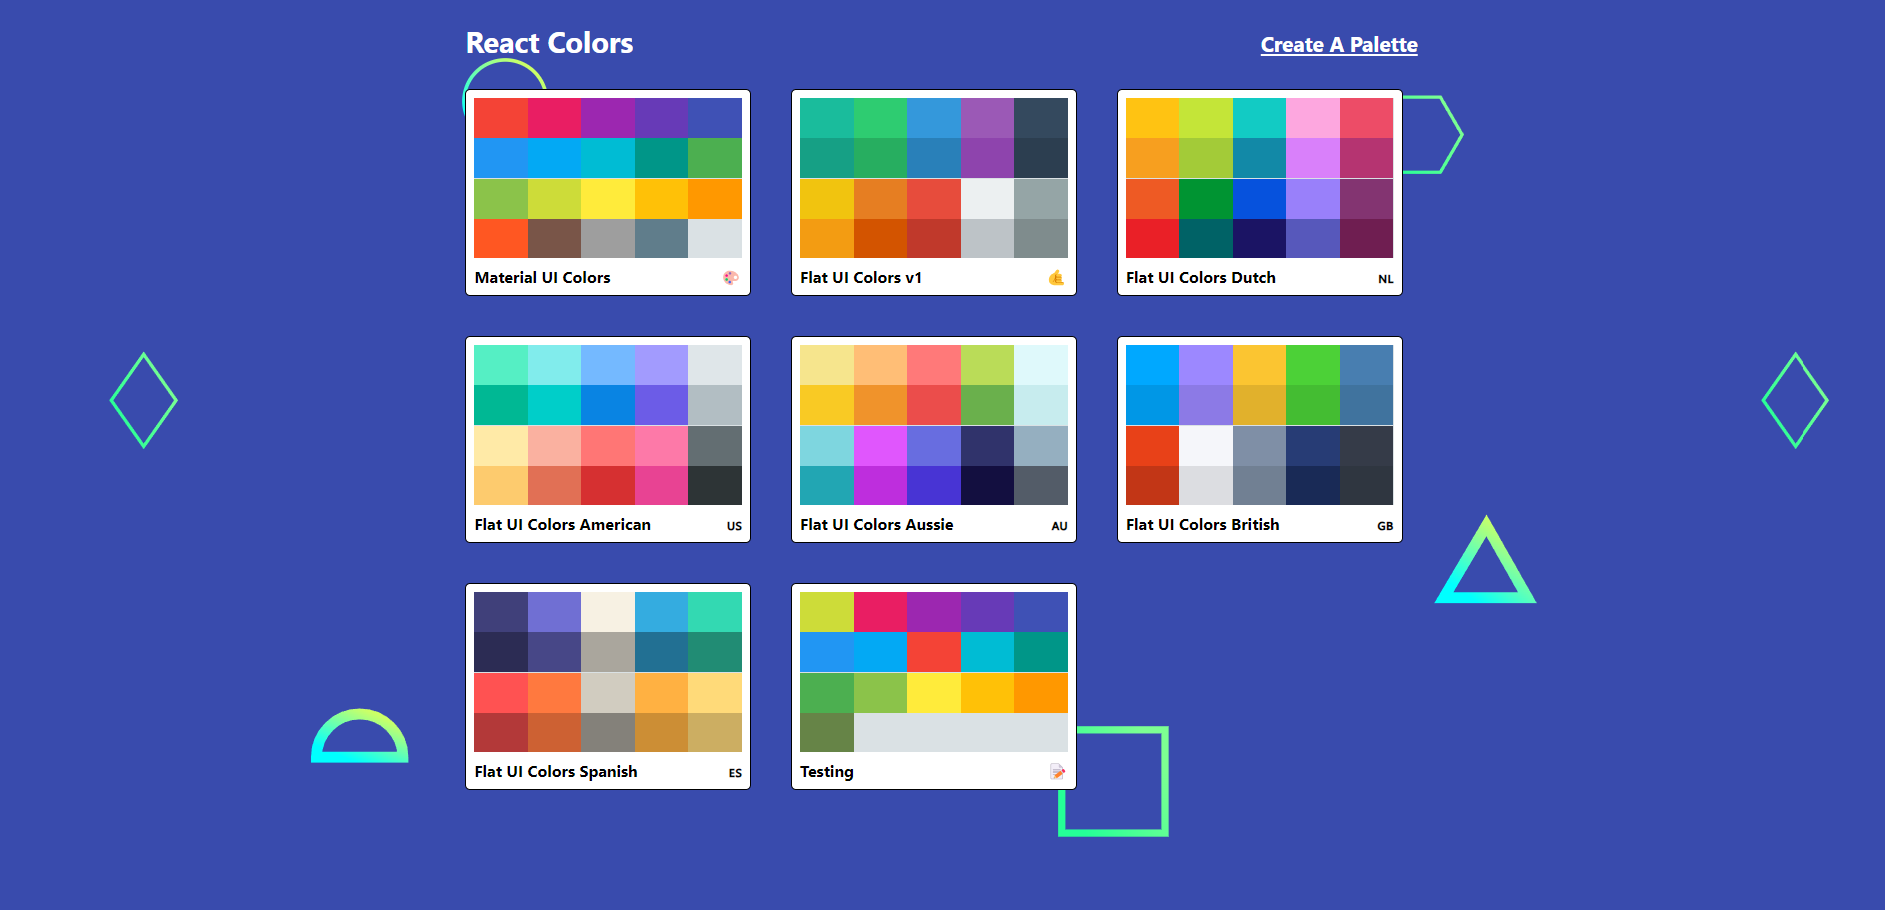 React Colors
Create A Palette
Material UI Colors 🎨
Flat UI Colors v1 🤙
Flat UI Colors Dutch NL
Flat UI Colors American US
Flat UI Colors Aussie AU
Flat UI Colors British GB
Flat UI Colors Spanish ES
Testing 📝